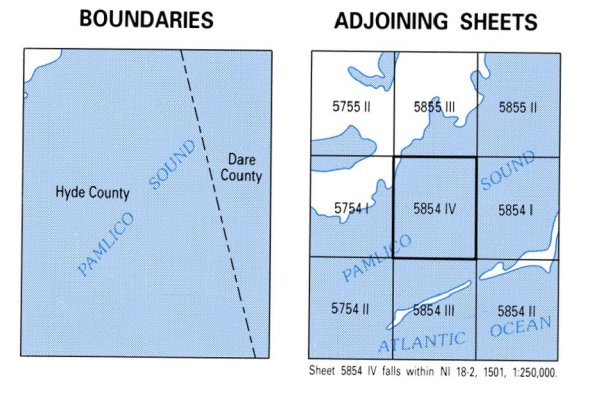 BOUNDARIES
Hyde County
PAMLICO SOUND
Dare
County
ADJOINING SHEETS
5755 II
5855 III
5855 II
5754 I
5854 IV
5854 I
PAMLICO SOUND
5754 II
5854 III
5854 II
ATLANTIC OCEAN
Sheet 5854 IV falls within NI 18-2, 1501, 1:250,000.